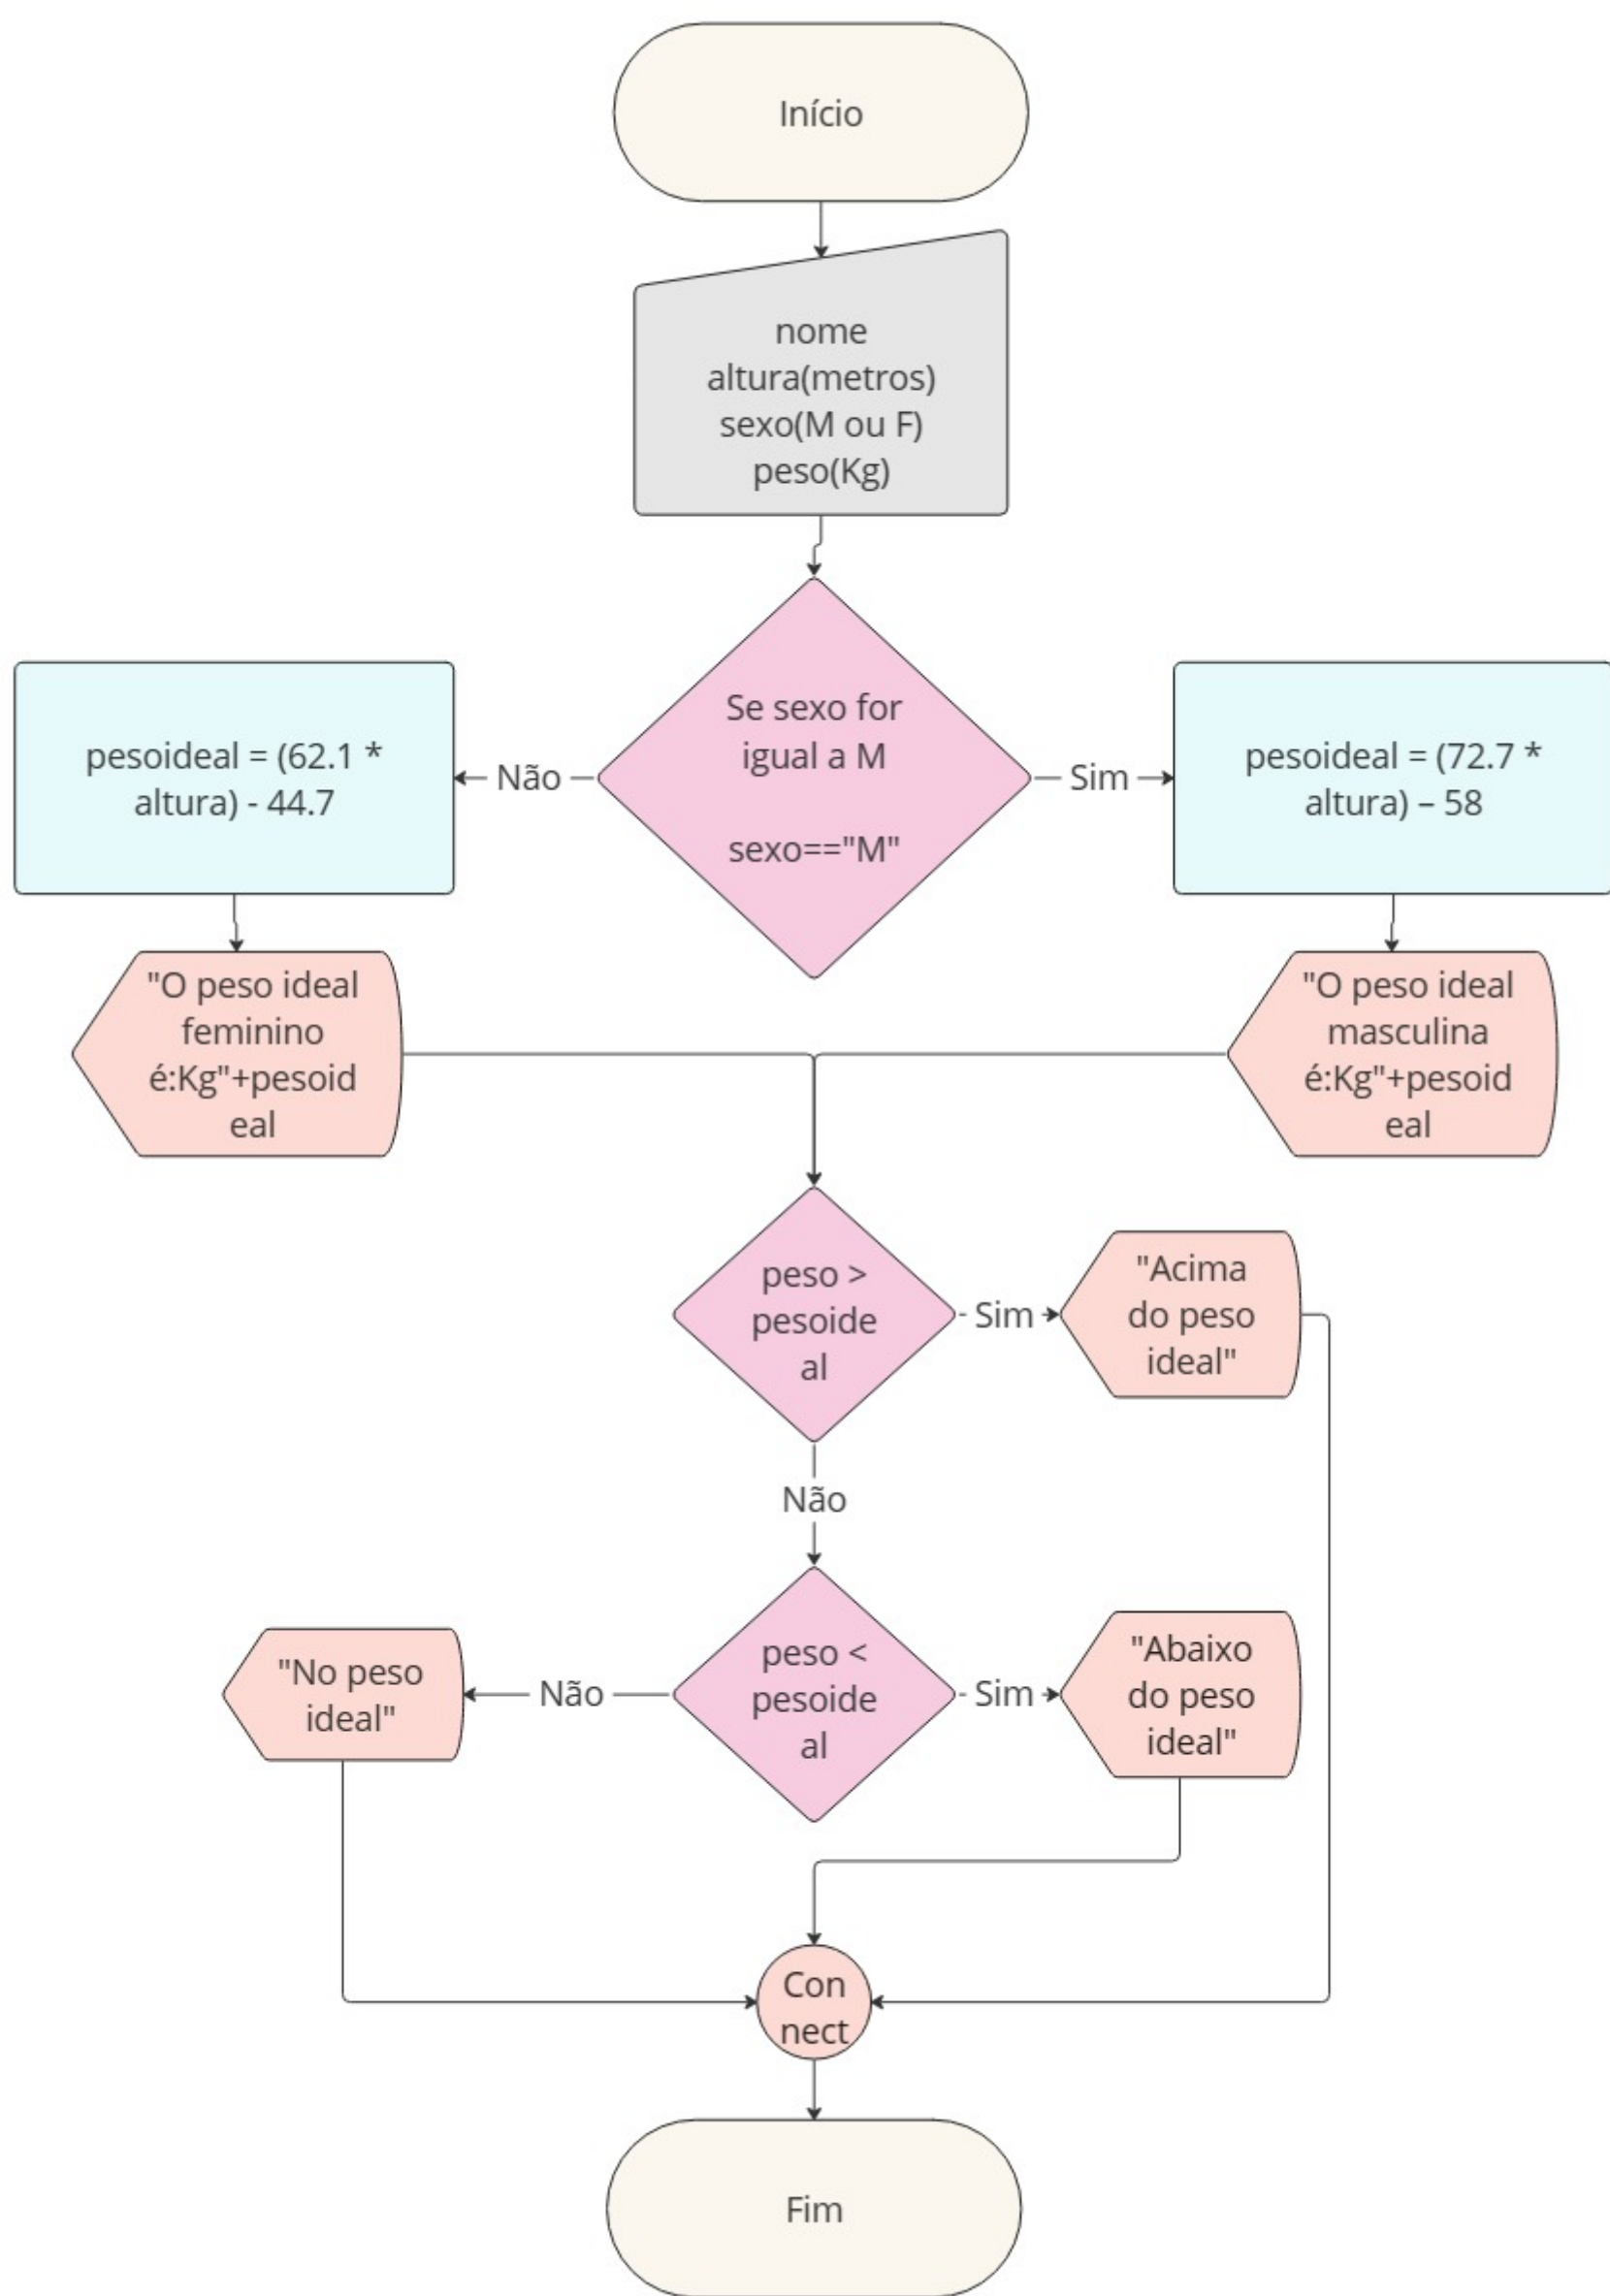 Início
nome
altura(metros)
sexo(M ou F)
peso(Kg)
Se sexo for
igual a M
sexo=="M"
Não
Sim
pesoideal = (62.1 *
altura) - 44.7
pesoideal = (72.7 *
altura) – 58
"O peso ideal
feminino
é:Kg"+pesoid
eal
"O peso ideal
masculina
é:Kg"+pesoid
eal
peso >
pesoide
al
Sim
"Acima
do peso
ideal"
Não
peso <
pesoide
al
Não
"No peso
ideal"
Sim
"Abaixo
do peso
ideal"
Con
nect
Fim